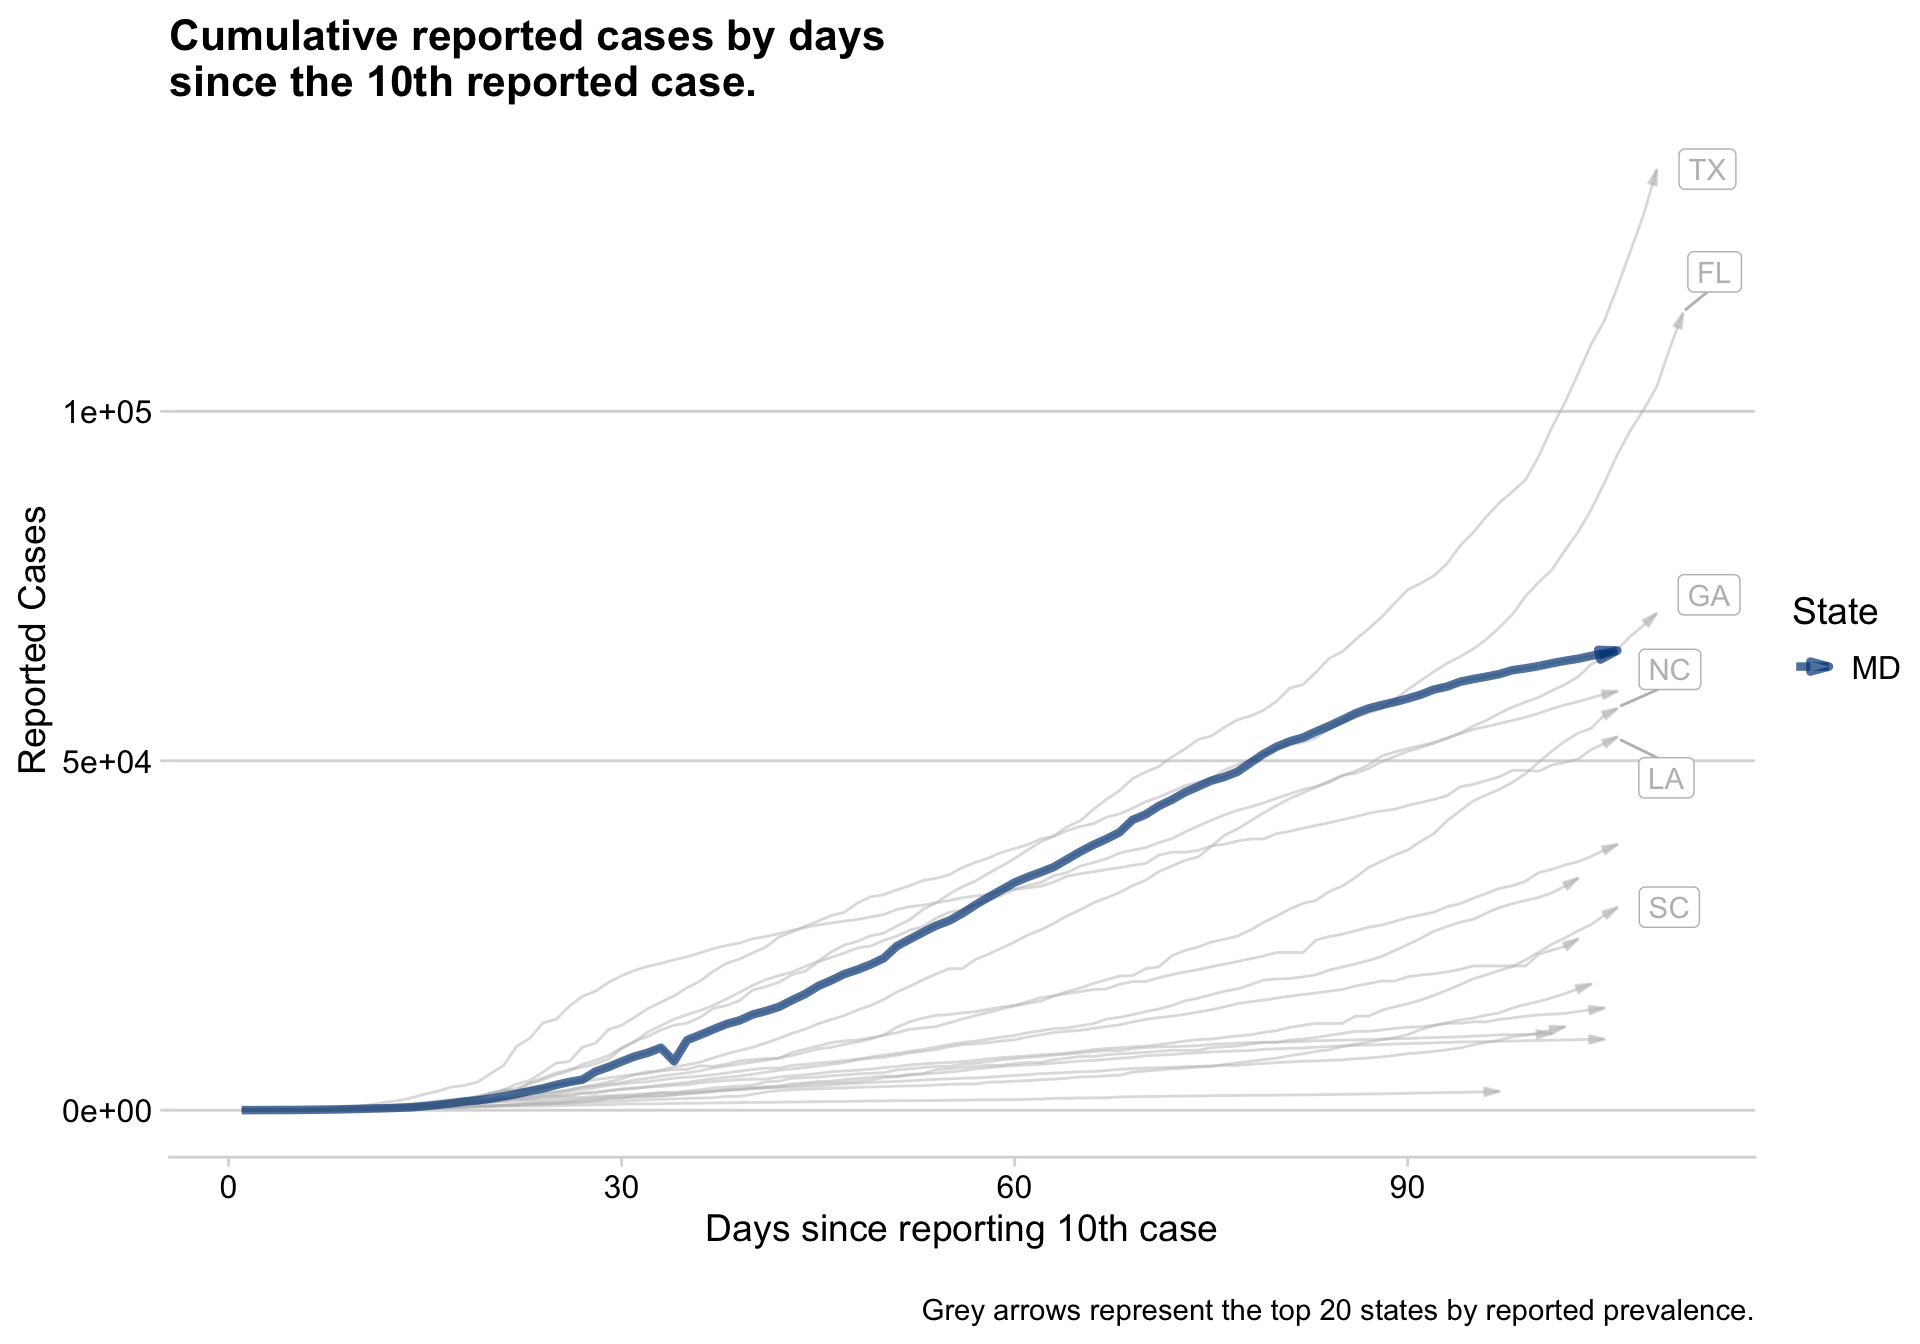 Cumulative reported cases by days
since the 10th reported case.
TX
FL
1e+05
GA
State
MD
NC
Reported Cases
5e+04
LA
SC
0e+00
0
30
60
90
Days since reporting 10th case
Grey arrows represent the top 20 states by reported prevalence.